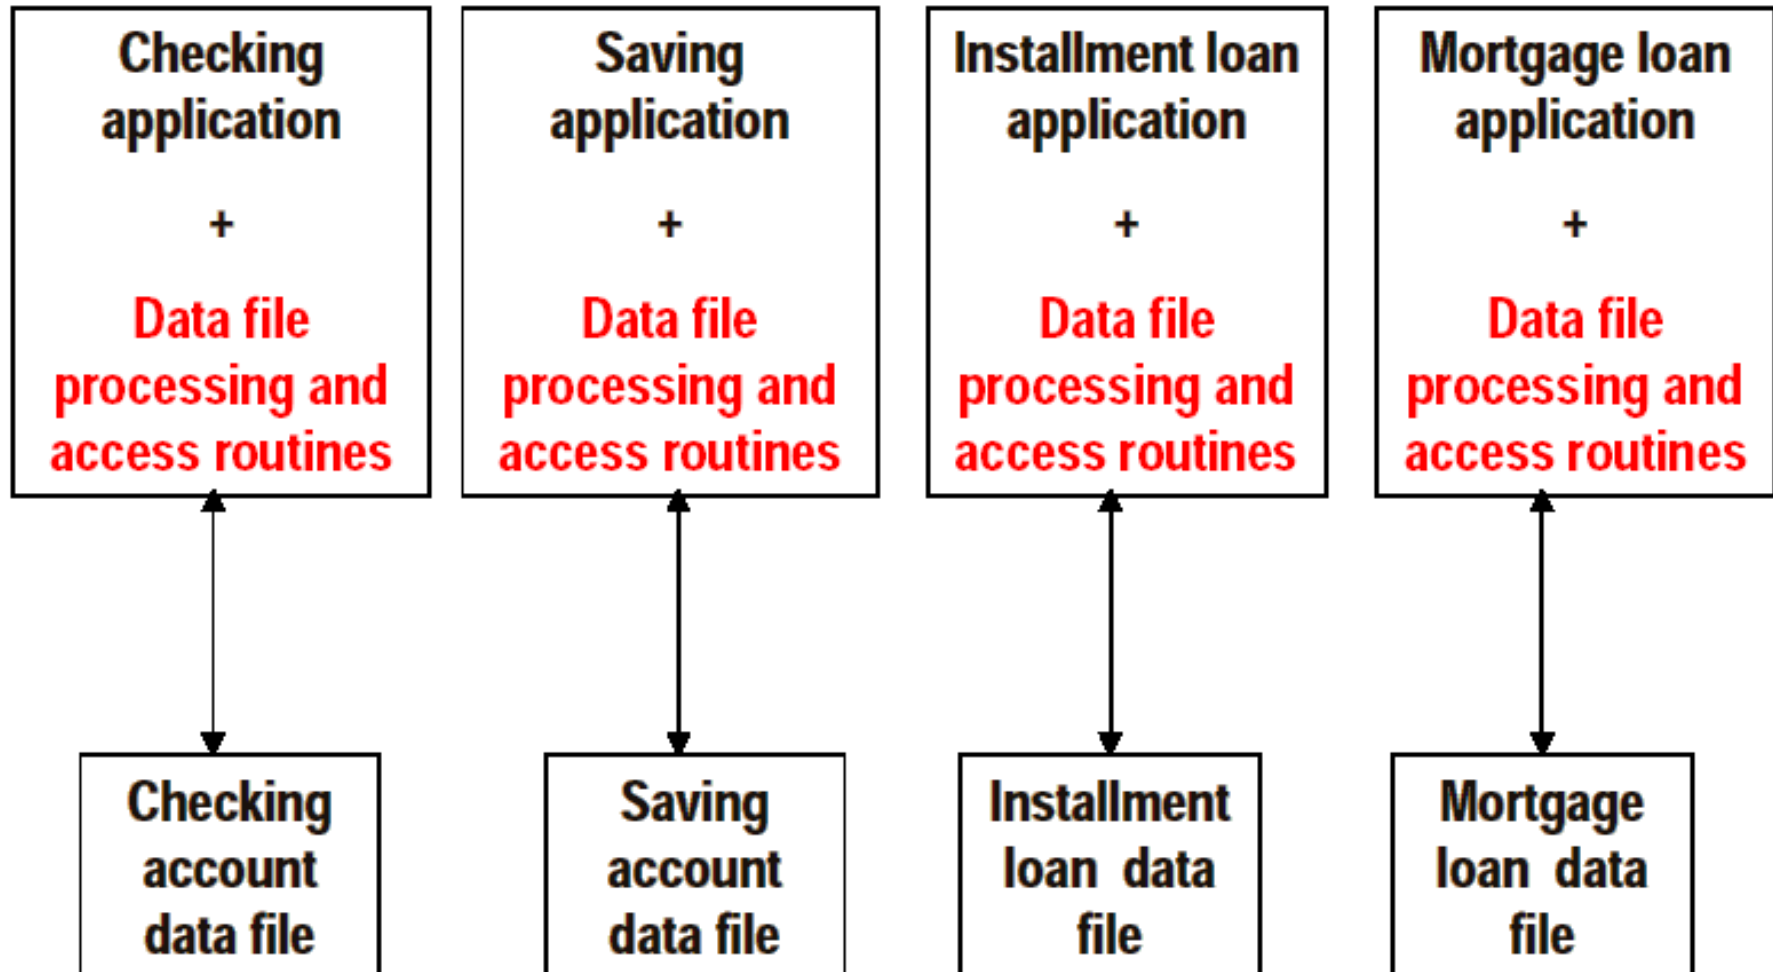 Checking
application
+
Data file
processing and
access routines
Saving
application
+
Data file
processing and
access routines
Installment loan
application
+
Data file
processing and
access routines
Mortgage loan
application
+
Data file
processing and
access routines
Checking
account
data file
Saving
account
data file
Installment
loan data
file
Mortgage
loan data
file